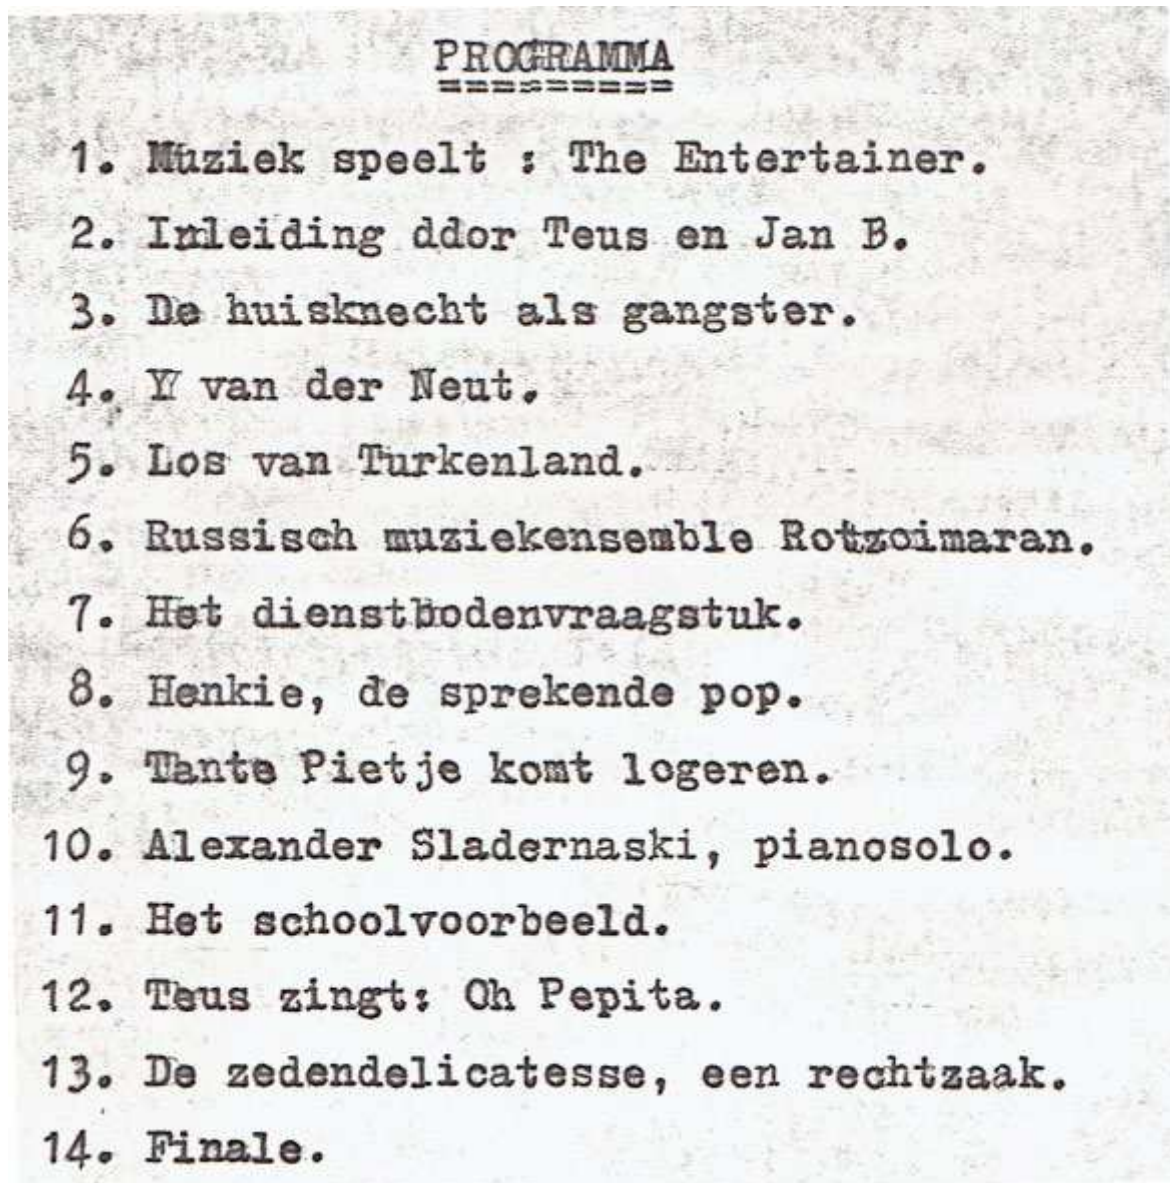 PROGRAMMA
=========
1. Muziek speelt : The Entertainer.
2. Inleiding ddor Teus en Jan B.
3. De huisknecht als gangster.
4. Y van der Neut.
5. Los van Turkenland.
6. Russisch muziekensemble Rotzoimaran.
7. Het dienstbodenvraagstuk.
8. Henkie, de sprekende pop.
9. Tante Pietje komt logeren.
10. Alexander Sladernaski, pianosolo.
11. Het schoolvoorbeeld.
12. Teus zingt: Oh Pepita.
13. De zedendelicatesse, een rechtzaak.
14. Finale.